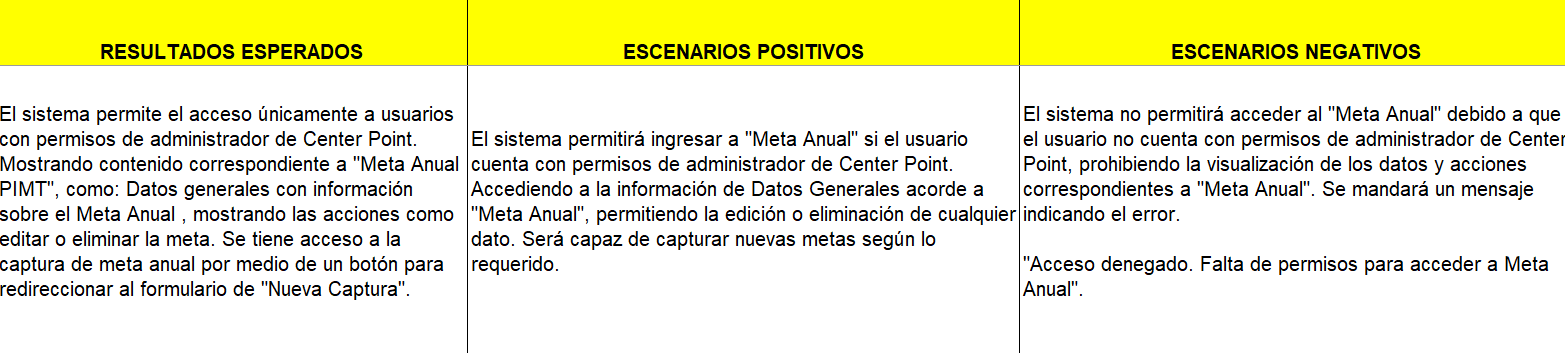 RESULTADOS ESPERADOS
ESCENARIOS POSITIVOS
ESCENARIOS NEGATIVOS
El sistema permite el acceso únicamente a usuarios
con permisos de administrador de Center Point.
Mostrando contenido correspondiente a "Meta Anual
PIMT", como: Datos generales con información
sobre el Meta Anual , mostrando las acciones como
editar o eliminar la meta. Se tiene acceso a la
captura de meta anual por medio de un botón para
redireccionar al formulario de "Nueva Captura".
El sistema permitirá ingresar a "Meta Anual" si el usuario
cuenta con permisos de administrador de Center Point.
Accediendo a la información de Datos Generales acorde a
"Meta Anual", permitiendo la edición o eliminación de cualquier
dato. Será capaz de capturar nuevas metas según lo
requerido.
El sistema no permitirá acceder al "Meta Anual" debido a que
el usuario no cuenta con permisos de administrador de Center
Point, prohibiendo la visualización de los datos y acciones
correspondientes a "Meta Anual". Se mandará un mensaje
indicando el error.
"Acceso denegado. Falta de permisos para acceder a Meta
Anual".